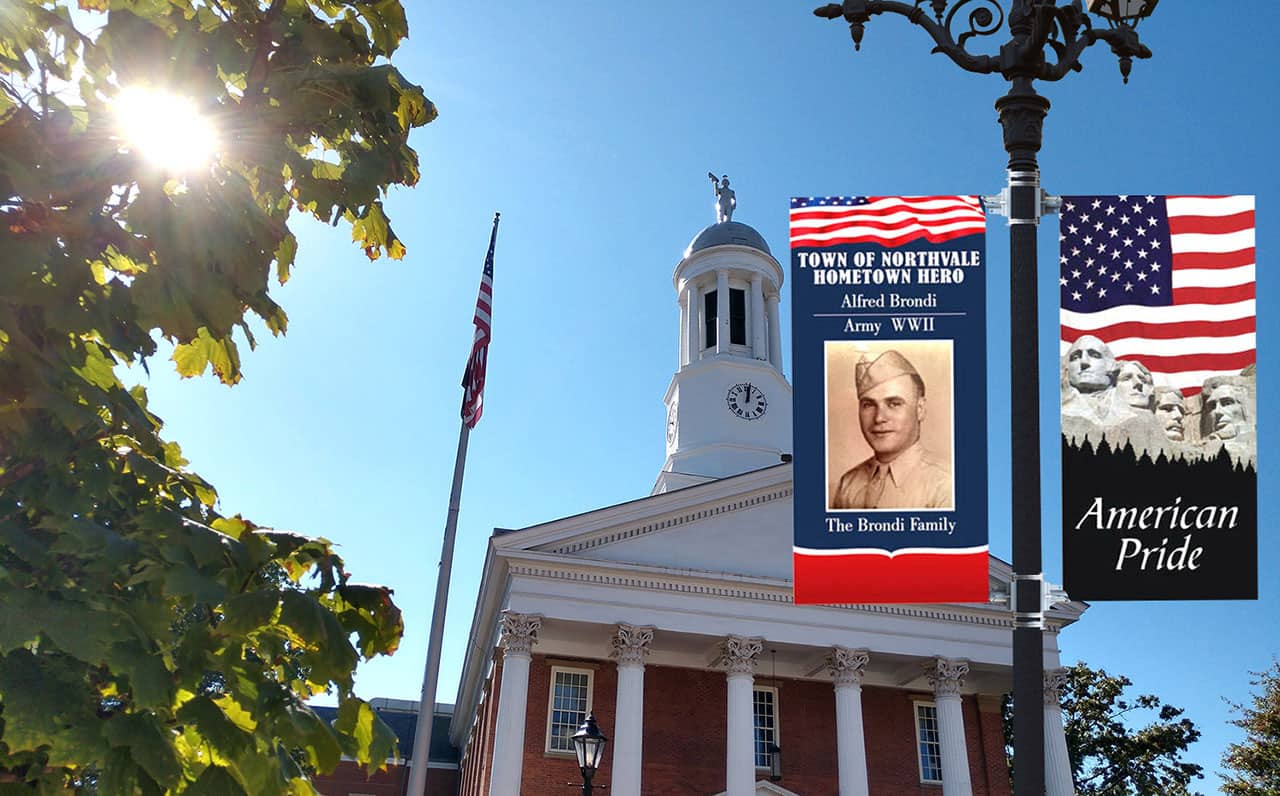 TOWN OF NORTHVALE
HOMETOWN HERO
Alfred Brondi
Army WWII
The Brondi Family
American
Pride